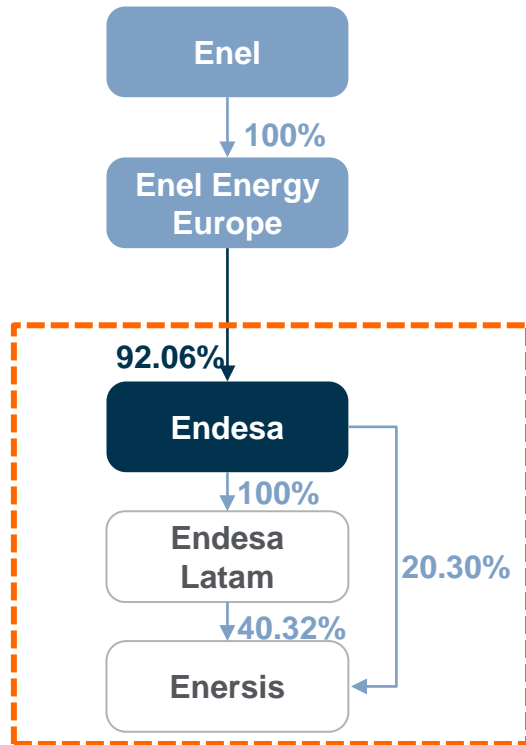 Enel
100%
Enel Energy
Europe
92.06%
Endesa
100%
Endesa
Latam
20.30%
40.32%
Enersis